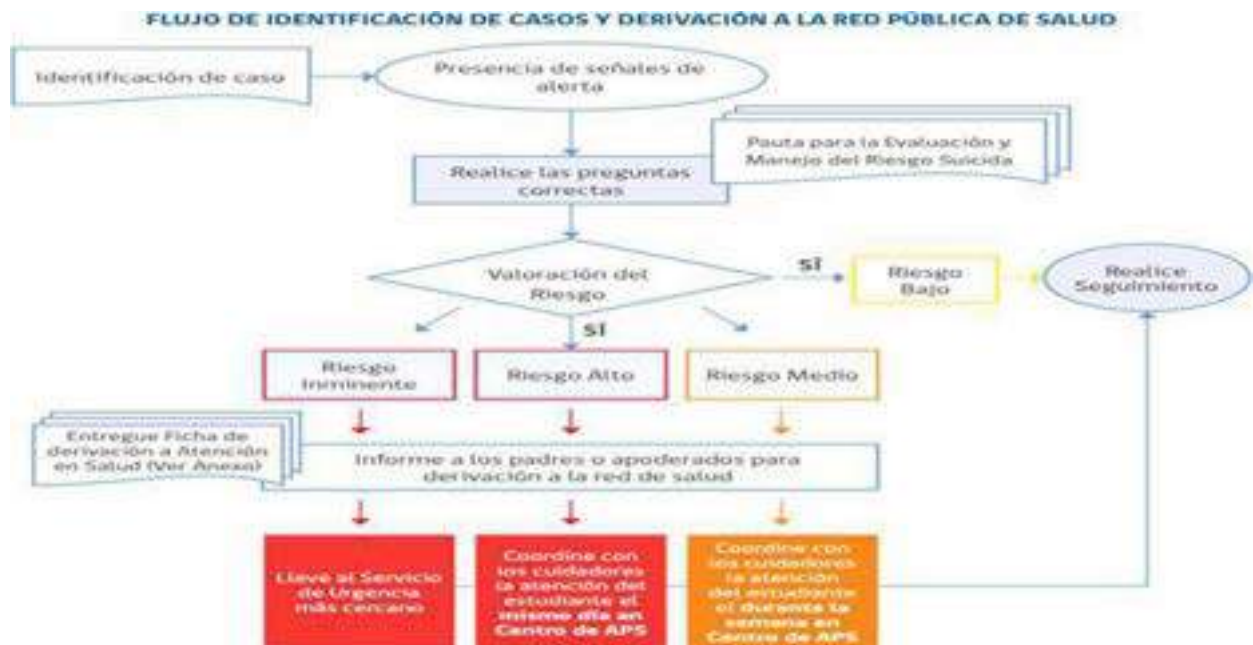 FLUJO DE IDENTIFICACIÓN DE CASOS Y DERIVACIÓN A LA RED PÚBLICA DE SALUD
Identificación de caso
Presencia de señales de
alerta
Pauta para la Evaluación y
Manejo del Riesgo Suicida
Realice las preguntas
correctas
Valoración del
Riesgo
SÍ
Riesgo
Bajo
Realice
Seguimiento
SÍ
Riesgo
Inminente
Riesgo Alto
Riesgo Medio
Entregue Ficha de
derivación a Atención
en Salud (Ver Anexo)
Informe a los padres o apoderados para
derivación a la red de salud
Lleve al Servicio
de Urgencia
más cercano
Coordine con
los cuidadores
la atención del
estudiante el
mismo día en
Centro de APS
Coordine con
los cuidadores
la atención
del estudiante
el durante la
semana en
Centro de APS